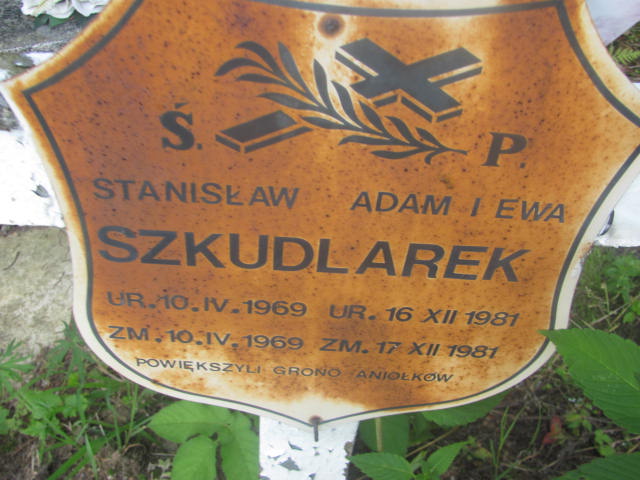 Ś. P.
STANISŁAW ADAM I EWA
SZKUDLAREK
UR. 10. IV. 1969 UR. 16 XII 1981
ZM. 10. IV. 1969 ZM. 17 XII 1981
POWIĘKSZYLI GRONO ANIOŁKÓW